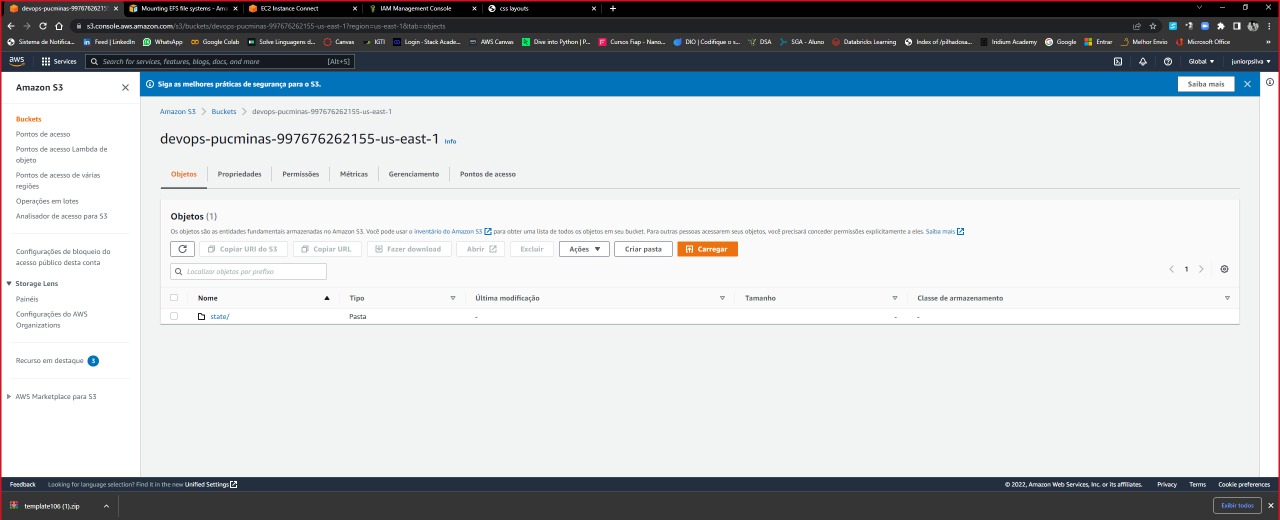 devops-pucminas-997676262155
Mounting EFS file systems - Ama
EC2 Instance Connect
IAM Management Console
css layouts
s3.console.aws.amazon.com/s3/buckets/devops-pucminas-997676262155-us-east-1?region=us-east-1&tab=objects
Sistema de Notifica...
Feed | LinkedIn
WhatsApp
Google Colab
Solve Linguagens d...
Canvas
IGTI
Login - Stack Acade...
AWS Canvas
Dive into Python | P...
Cursos Fiap - Nano...
DIO | Codifique o s...
DSA
SGA - Aluno
Databricks Learning
Index of /pilhadosa...
Iridium Academy
Google
Entrar
Melhor Envio
Microsoft Office
aws
Services
Search for services, features, blogs, docs, and more
[Alt+S]
Global
juniorpsilva
Amazon S3
Siga as melhores práticas de segurança para o S3.
Saiba mais
Buckets
Pontos de acesso
Pontos de acesso Lambda de
objeto
Pontos de acesso de várias
regiões
Operações em lotes
Analisador de acesso para S3
Configurações de bloqueio do
acesso público desta conta
Storage Lens
Painéis
Configurações do AWS
Organizations
Recurso em destaque 3
AWS Marketplace para S3
Amazon S3 > Buckets > devops-pucminas-997676262155-us-east-1
devops-pucminas-997676262155-us-east-1 Info
Objetos
Propriedades
Permissões
Métricas
Gerenciamento
Pontos de acesso
Objetos (1)
Os objetos são as entidades fundamentais armazenadas no Amazon S3. Você pode usar o inventário do Amazon S3 para obter uma lista de todos os objetos em seu bucket. Para outras pessoas acessarem seus objetos, você precisará conceder permissões explicitamente a eles. Saiba mais
Copiar URI do S3
Copiar URL
Fazer download
Abrir
Excluir
Ações
Criar pasta
Carregar
Localizar objetos por prefixo
1
Nome
Tipo
Última modificação
Tamanho
Classe de armazenamento
state/
Pasta
-
-
-
Feedback
Looking for language selection? Find it in the new Unified Settings
© 2022, Amazon Web Services, Inc. or its affiliates.
Privacy
Terms
Cookie preferences
template106 (1).zip
Exibir todos